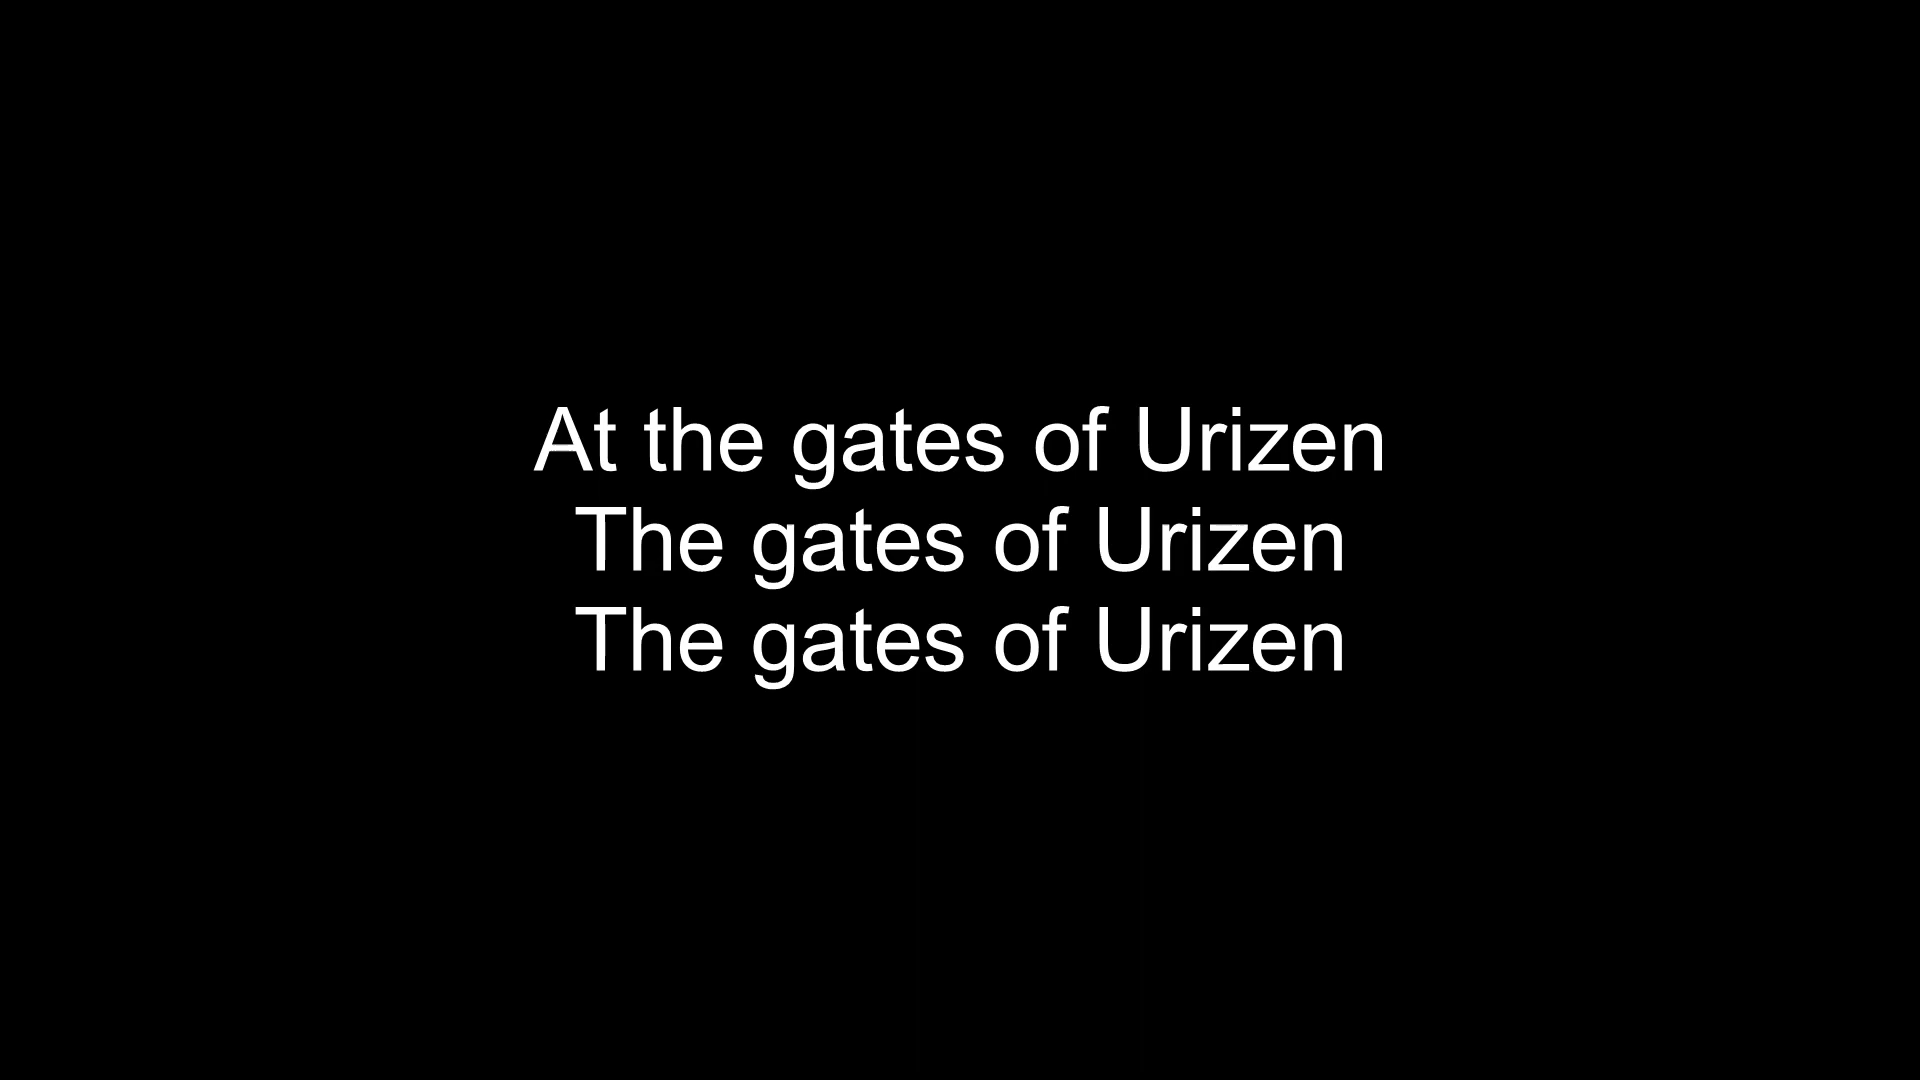 At the gates of Urizen
The gates of Urizen
The gates of Urizen